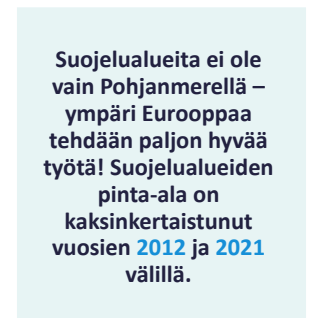 Suojelualueita ei ole
vain Pohjanmerellä –
ympäri Eurooppaa
tehdään paljon hyvää
työtä! Suojelualueiden
pinta-ala on
kaksinkertaistunut
vuosien 2012 ja 2021
välillä.